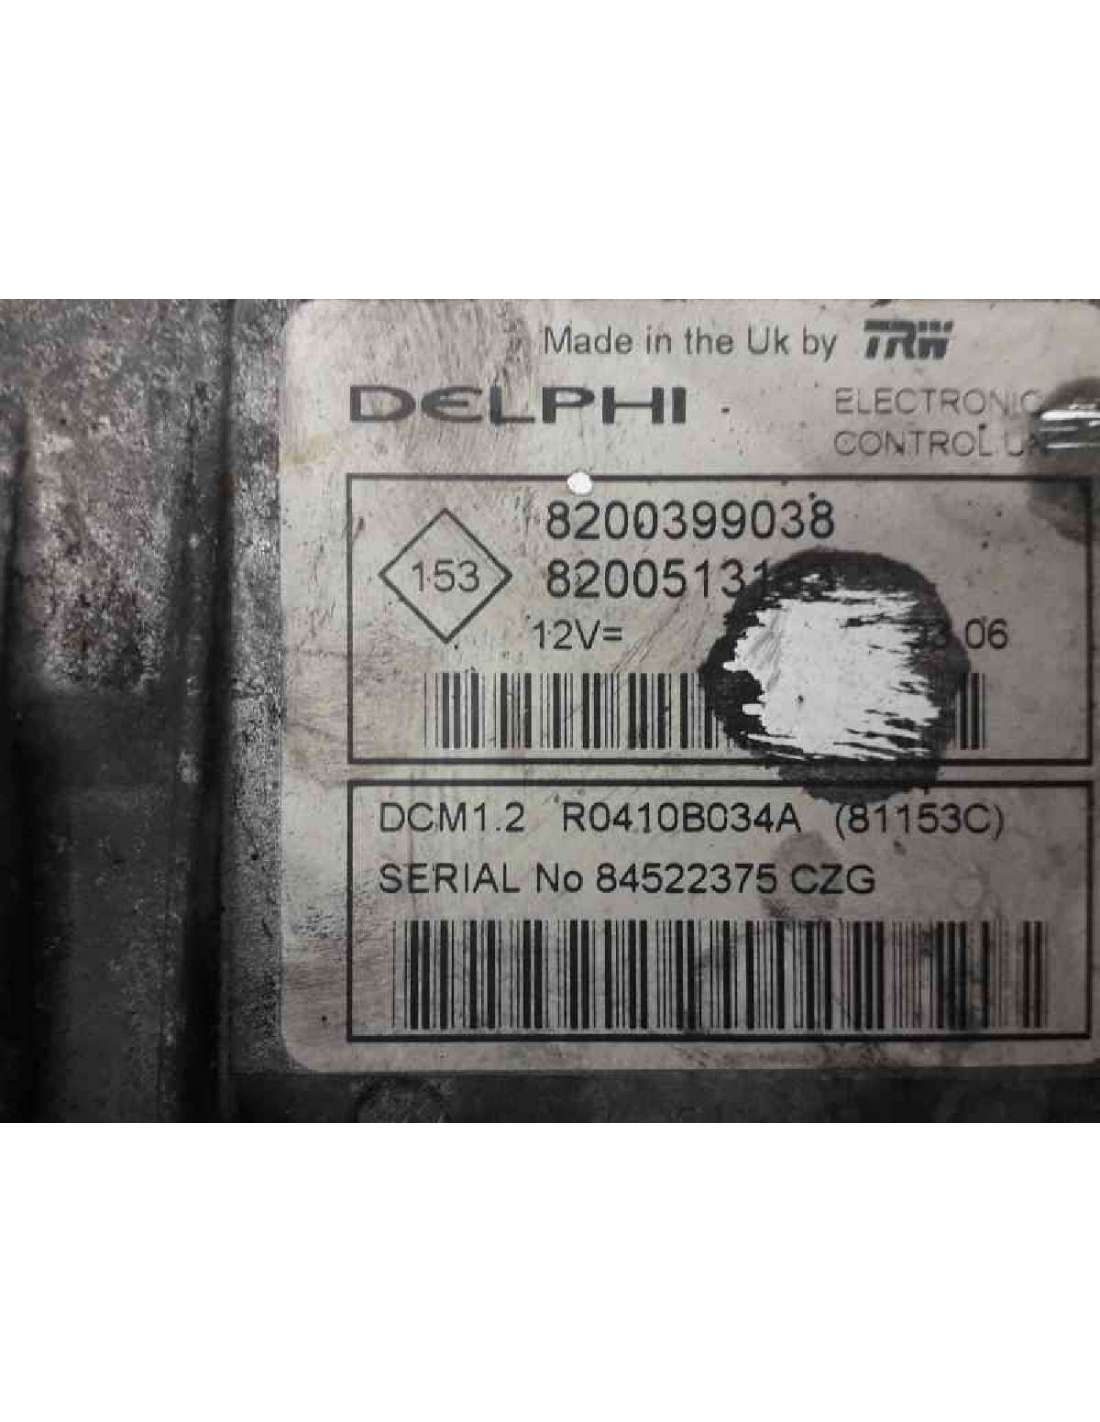 Made in the Uk by TRW
DELPHI
ELECTRONIC
CONTROL
8200399038
153
12V=
06
DCM1.2 R0410B034A (81153C)
SERIAL No 84522375 CZG